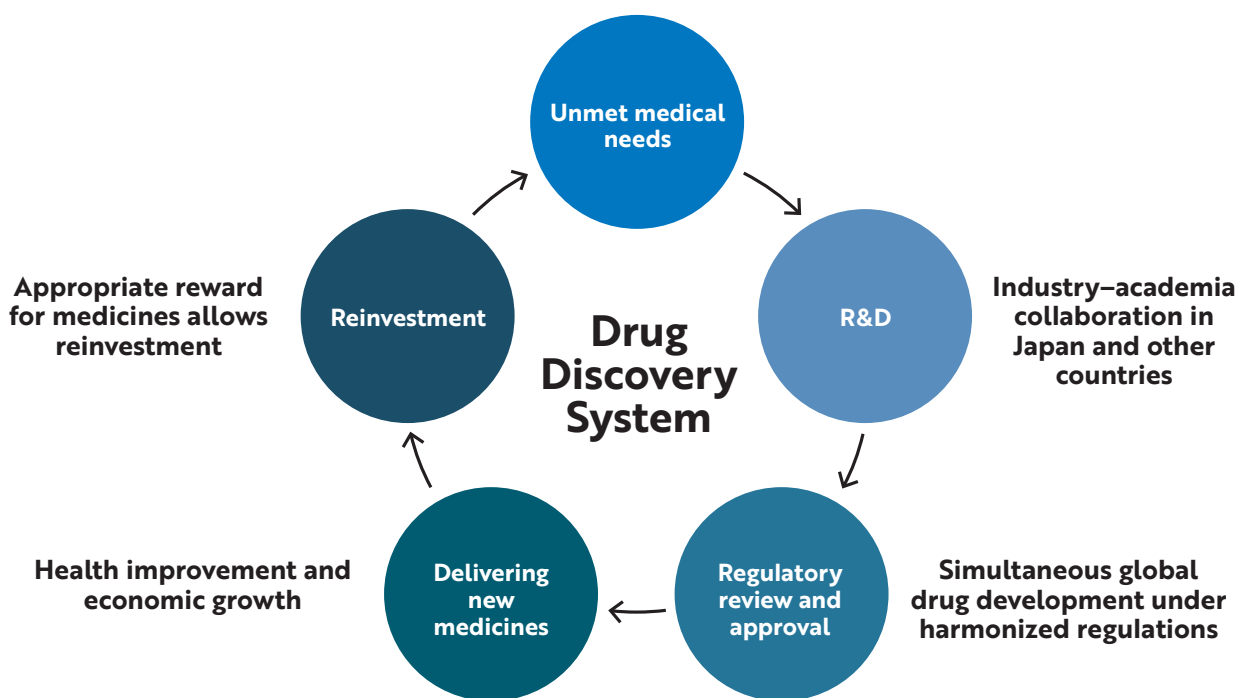 Unmet medical
needs
R&D
Industry–academia
collaboration in
Japan and other
countries
Regulatory
review and
approval
Simultaneous global
drug development under
harmonized regulations
Delivering
new
medicines
Health improvement and
economic growth
Reinvestment
Appropriate reward
for medicines allows
reinvestment
Drug
Discovery
System